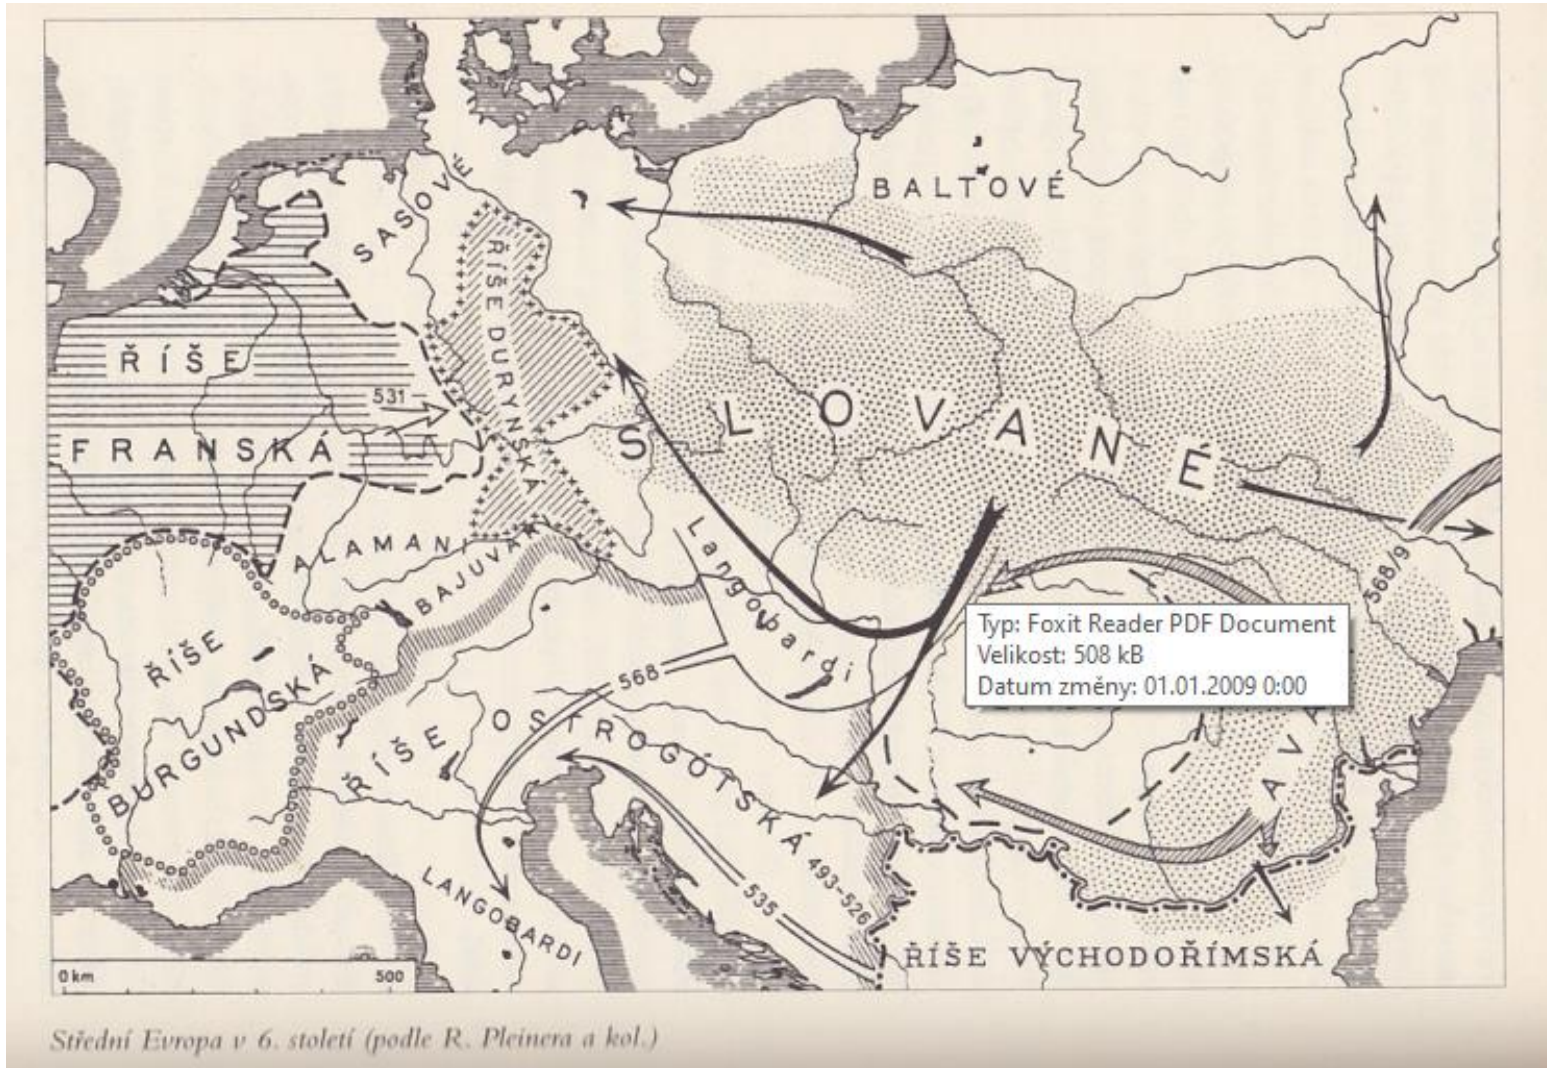 BALTOVÉ
SASOVÉ
ŘÍŠE DURYNSKÁ
ŘÍŠE
FRANSKÁ
531
SLOVANÉ
ALAMANI
BAJUVAŘI
Langobardi
568/9
Typ: Foxit Reader PDF Document
Velikost: 508 kB
Datum změny: 01.01.2009 0:00
ŘÍŠE
BURGUNDSKÁ
568
ŘÍŠE OSTROGÓTSKÁ 493-526
AVA
535
LANGOBARDI
ŘÍŠE VÝCHODOŘÍMSKÁ
0 km 500
Střední Evropa v 6. století (podle R. Pleinera a kol.)